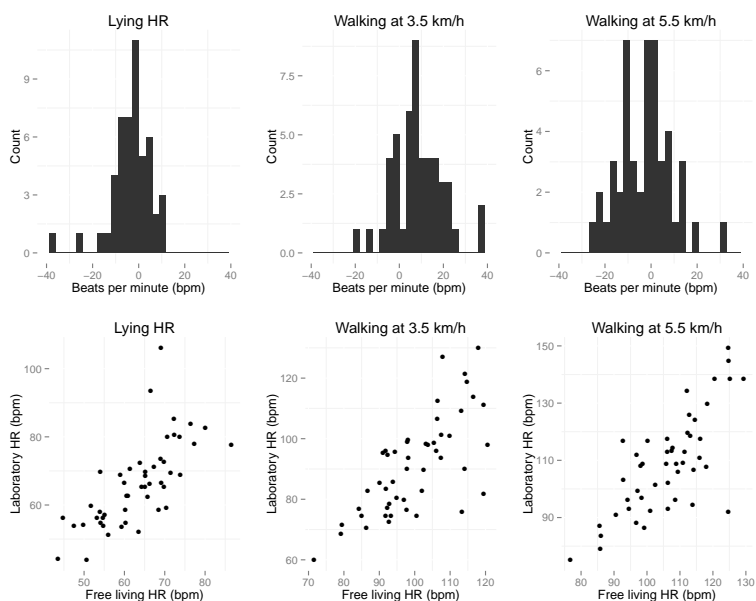 Lying HR
Walking at 3.5 km/h
Walking at 5.5 km/h
Count
9
6
3
0
−40 −20 0 20 40
Beats per minute (bpm)
Count
7.5
5.0
2.5
0.0
−40 −20 0 20 40
Beats per minute (bpm)
Count
6
4
2
0
−40 −20 0 20 40
Beats per minute (bpm)
Lying HR
Walking at 3.5 km/h
Walking at 5.5 km/h
Laboratory HR (bpm)
100
80
60
50 60 70 80
Free living HR (bpm)
Laboratory HR (bpm)
120
100
80
60
80 90 100 110 120
Free living HR (bpm)
Laboratory HR (bpm)
150
130
110
90
80 90 100 110 120 130
Free living HR (bpm)